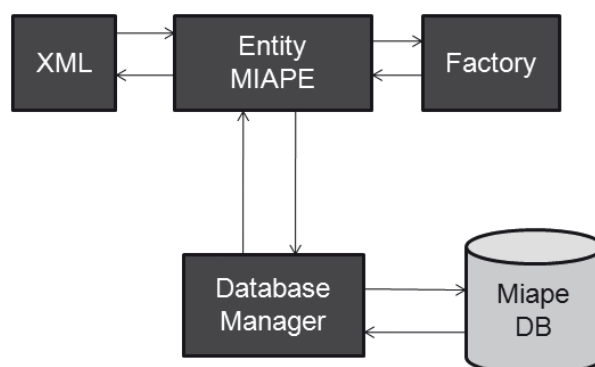 XML
Entity
MIAPE
Factory
Database
Manager
Miape
DB